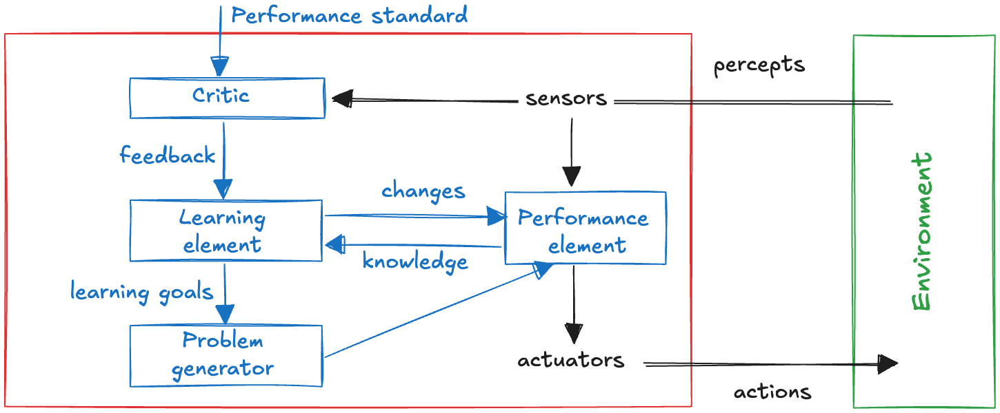 Performance standard
percepts
Critic
sensors
feedback
changes
Learning
element
Performance
element
knowledge
learning goals
Problem
generator
actuators
actions
Environment